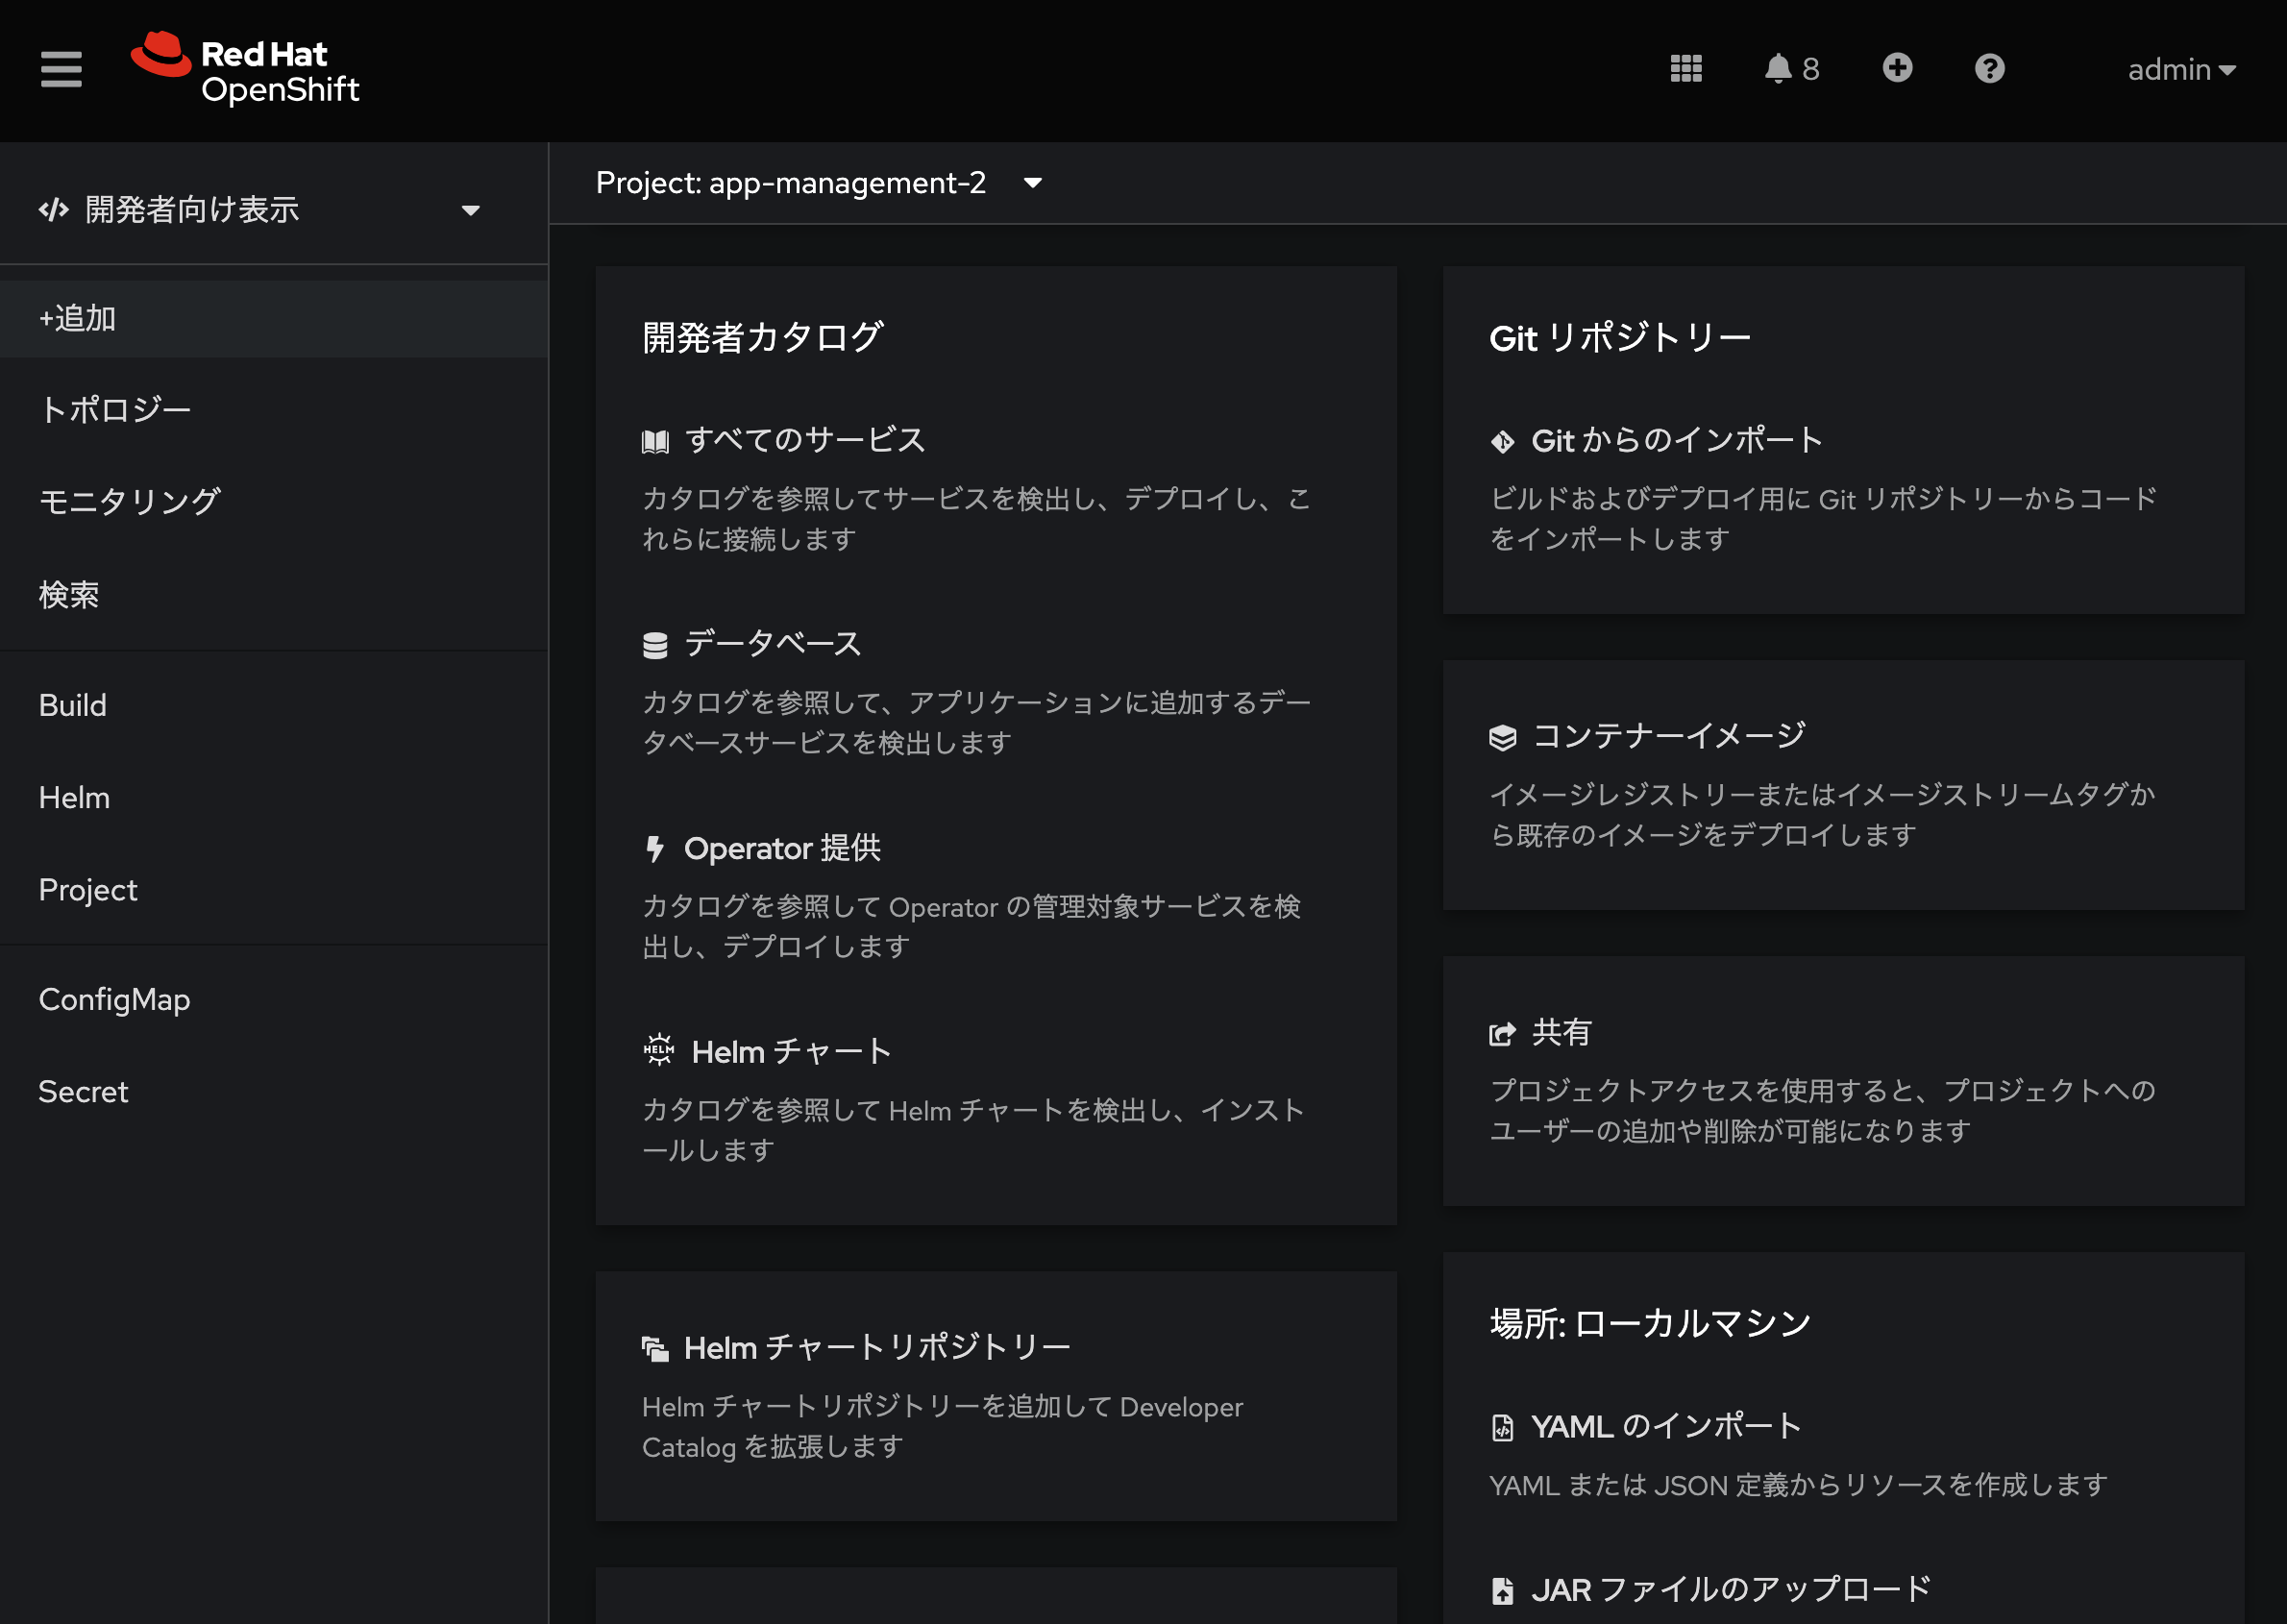 Red Hat
OpenShift
8
admin
開発者向け表示
+追加
トポロジー
モニタリング
検索
Build
Helm
Project
ConfigMap
Secret
Project: app-management-2
開発者カタログ
すべてのサービス
カタログを参照してサービスを検出し、デプロイし、こ
れらに接続します
データベース
カタログを参照して、アプリケーションに追加するデー
タベースサービスを検出します
Operator 提供
カタログを参照して Operator の管理対象サービスを検
出し、デプロイします
HELM
Helm チャート
カタログを参照して Helm チャートを検出し、インスト
ールします
Helm チャートリポジトリー
Helm チャートリポジトリーを追加して Developer
Catalog を拡張します
Git リポジトリー
Git からのインポート
ビルドおよびデプロイ用に Git リポジトリーからコード
をインポートします
コンテナーイメージ
イメージレジストリーまたはイメージストリームタグか
ら既存のイメージをデプロイします
共有
プロジェクトアクセスを使用すると、プロジェクトへの
ユーザーの追加や削除が可能になります
場所: ローカルマシン
YAML のインポート
YAML または JSON 定義からリソースを作成します
JAR ファイルのアップロード